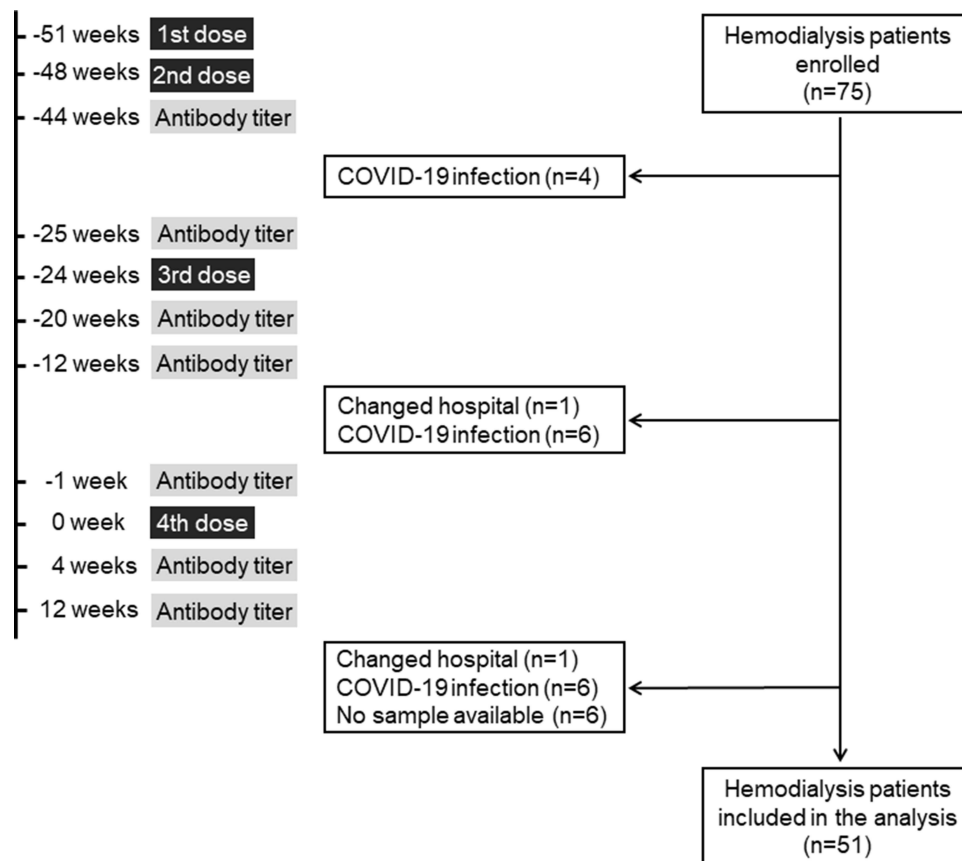 -51 weeks 1st dose
-48 weeks 2nd dose
-44 weeks Antibody titer
-25 weeks Antibody titer
-24 weeks 3rd dose
-20 weeks Antibody titer
-12 weeks Antibody titer
-1 week Antibody titer
0 week 4th dose
4 weeks Antibody titer
12 weeks Antibody titer
Hemodialysis patients
enrolled
(n=75)
COVID-19 infection (n=4)
Changed hospital (n=1)
COVID-19 infection (n=6)
Changed hospital (n=1)
COVID-19 infection (n=6)
No sample available (n=6)
Hemodialysis patients
included in the analysis
(n=51)